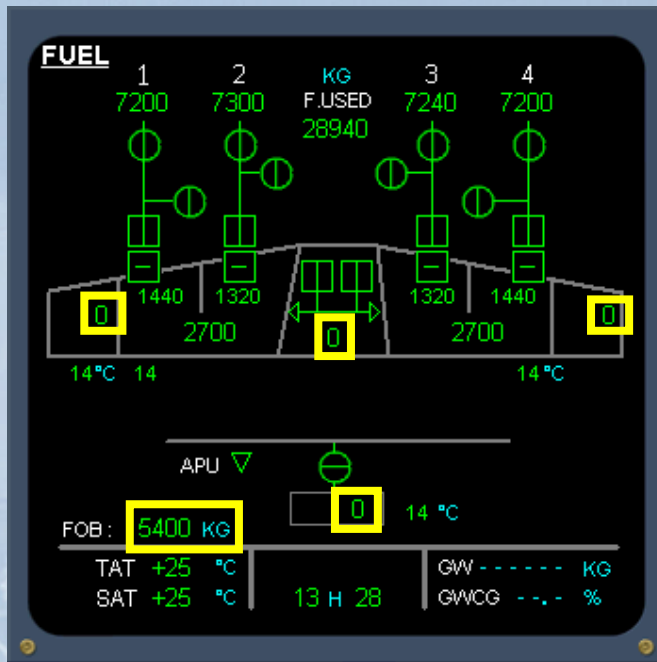 FUEL
1 2 KG 3 4
7200 7300 F.USED 7240 7200
28940
1440 1320 1320 1440
0 2700 0 2700 0
14°C 14 14°C
APU
0 14 °C
FOB: 5400 KG
TAT +25 °C GW ------ KG
SAT +25 °C 13 H 28 GWCG --.- %